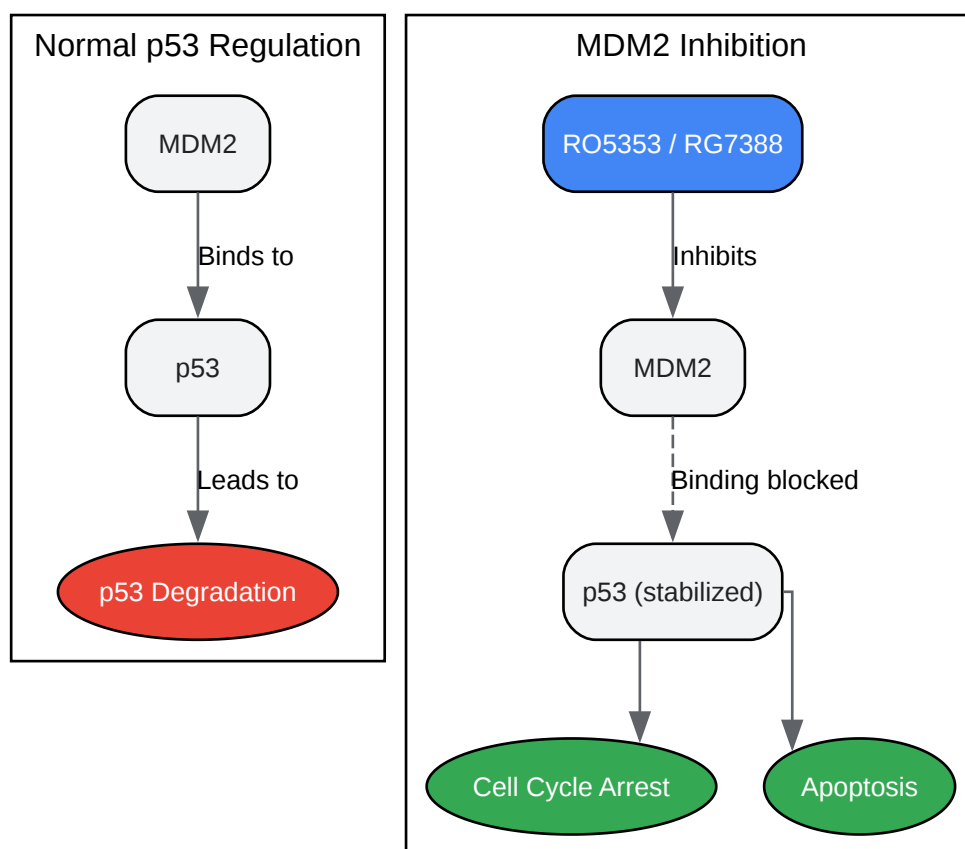 Normal p53 Regulation
MDM2
Binds to
p53
Leads to
p53 Degradation
MDM2 Inhibition
RO5353 / RG7388
Inhibits
MDM2
Binding blocked
p53 (stabilized)
Cell Cycle Arrest
Apoptosis